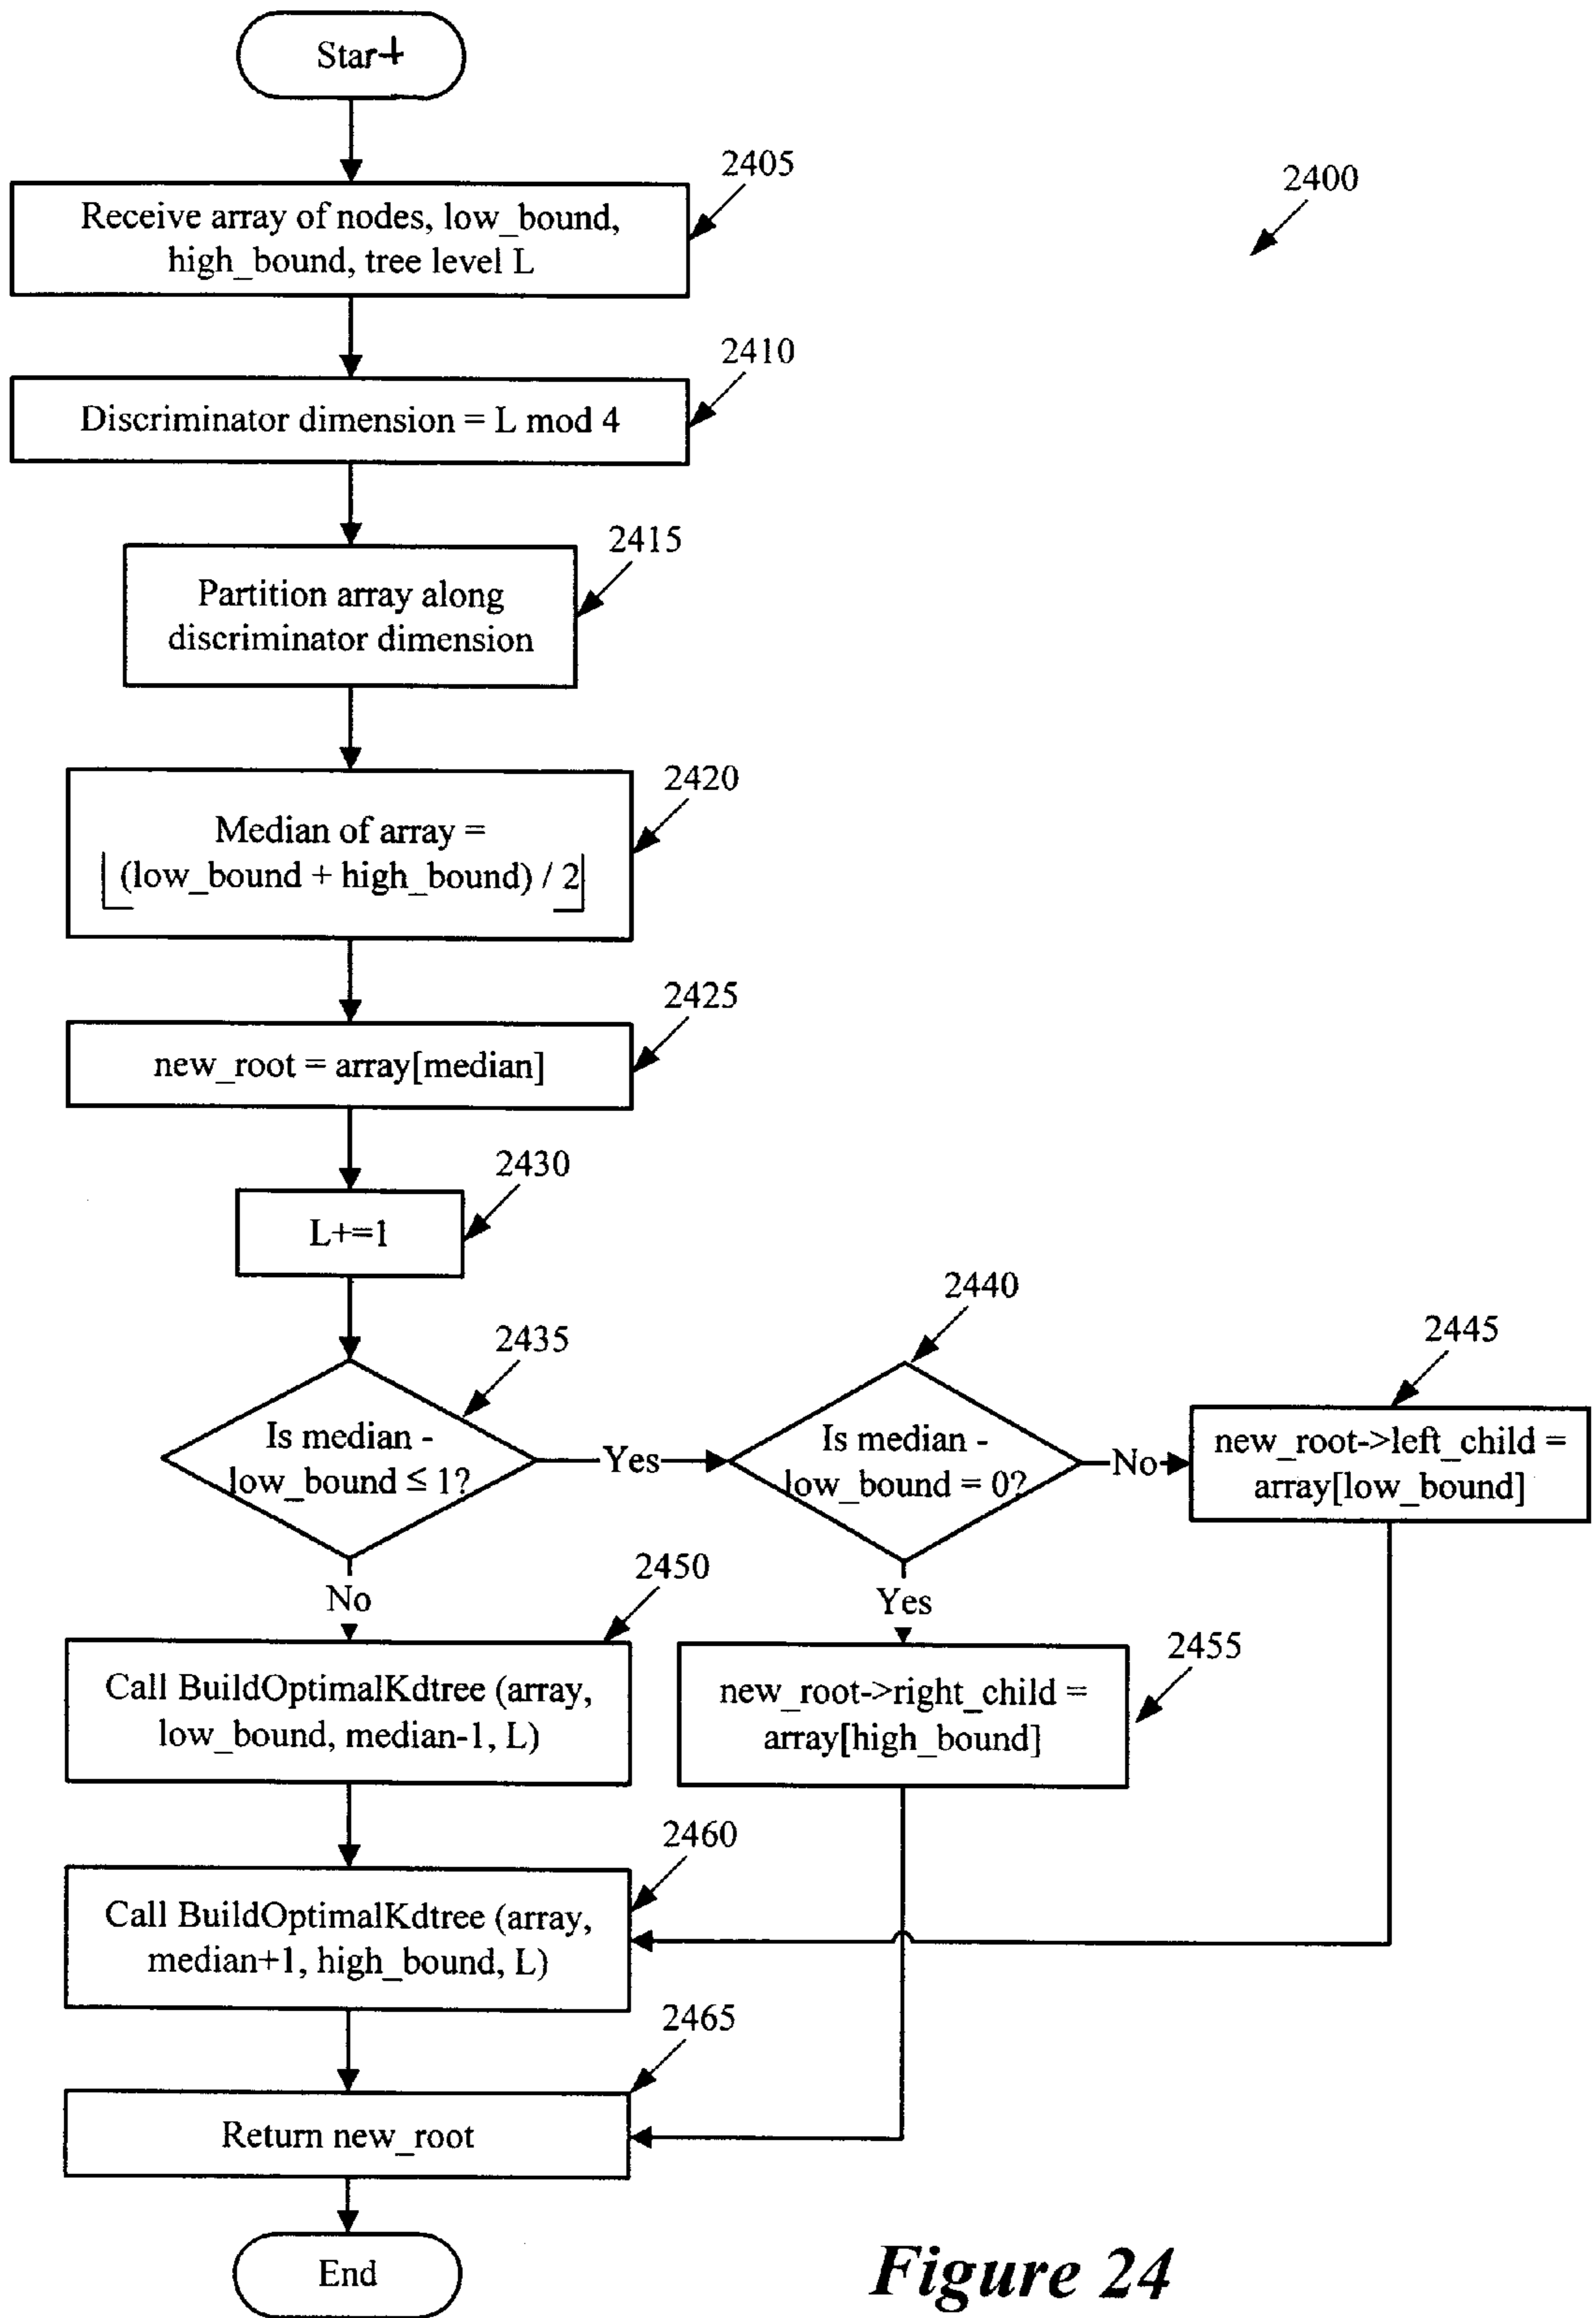 Start
2405
2400
Receive array of nodes, low_bound,
high_bound, tree level L
2410
Discriminator dimension = L mod 4
2415
Partition array along
discriminator dimension
2420
Median of array =
⌊(low_bound + high_bound) / 2⌋
2425
new_root = array[median]
2430
L+=1
2435
2440
2445
Is median -
low_bound ≤ 1?
Yes
Is median -
low_bound = 0?
No
new_root->left_child =
array[low_bound]
No
2450
Yes
2455
Call BuildOptimalKdtree (array,
low_bound, median-1, L)
new_root->right_child =
array[high_bound]
2460
Call BuildOptimalKdtree (array,
median+1, high_bound, L)
2465
Return new_root
End
Figure 24